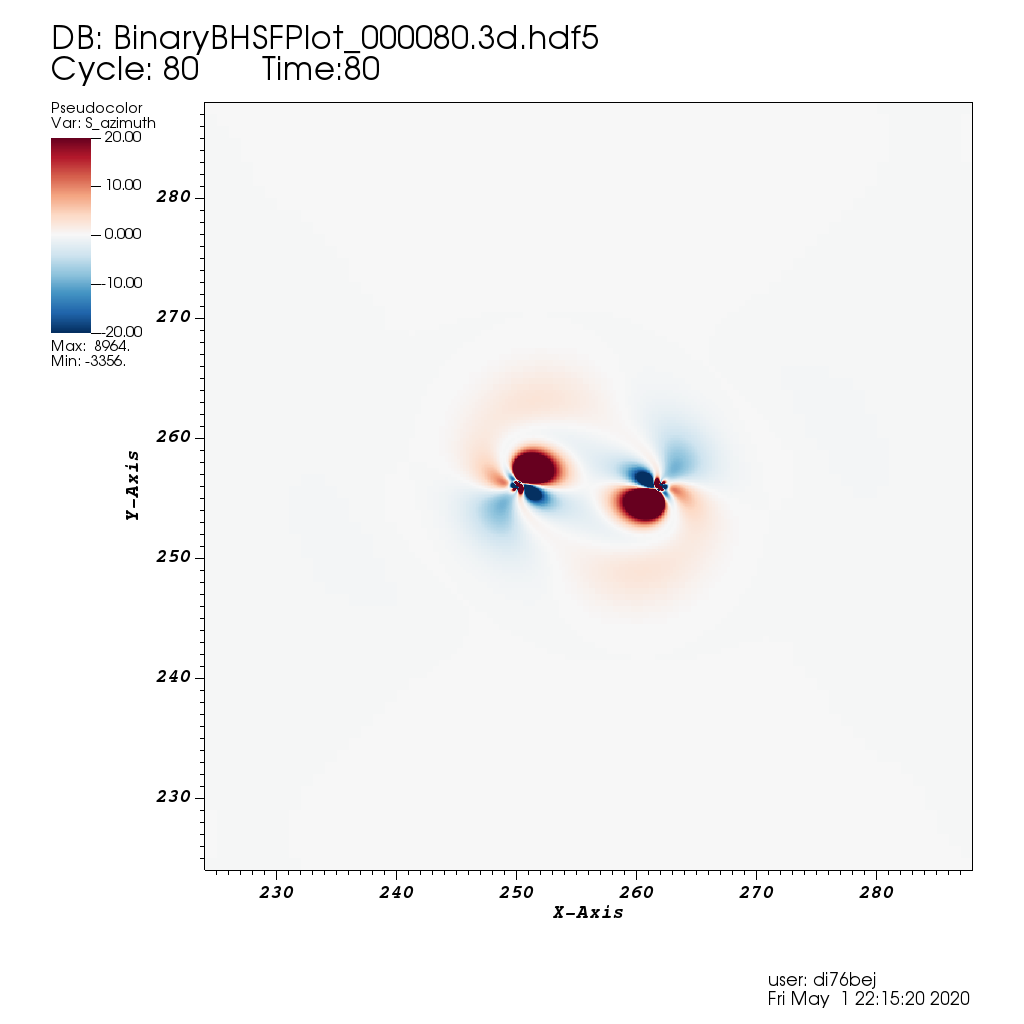 DB: BinaryBHSFPlot_000080.3d.hdf5
Cycle: 80 Time:80
Pseudocolor
Var: S_azimuth
20.00
10.00
0.000
-10.00
-20.00
Max: 8964.
Min: -3356.
280
270
260
250
240
230
Y-Axis
230 240 250 260 270 280
X-Axis
user: di76bej
Fri May 1 22:15:20 2020